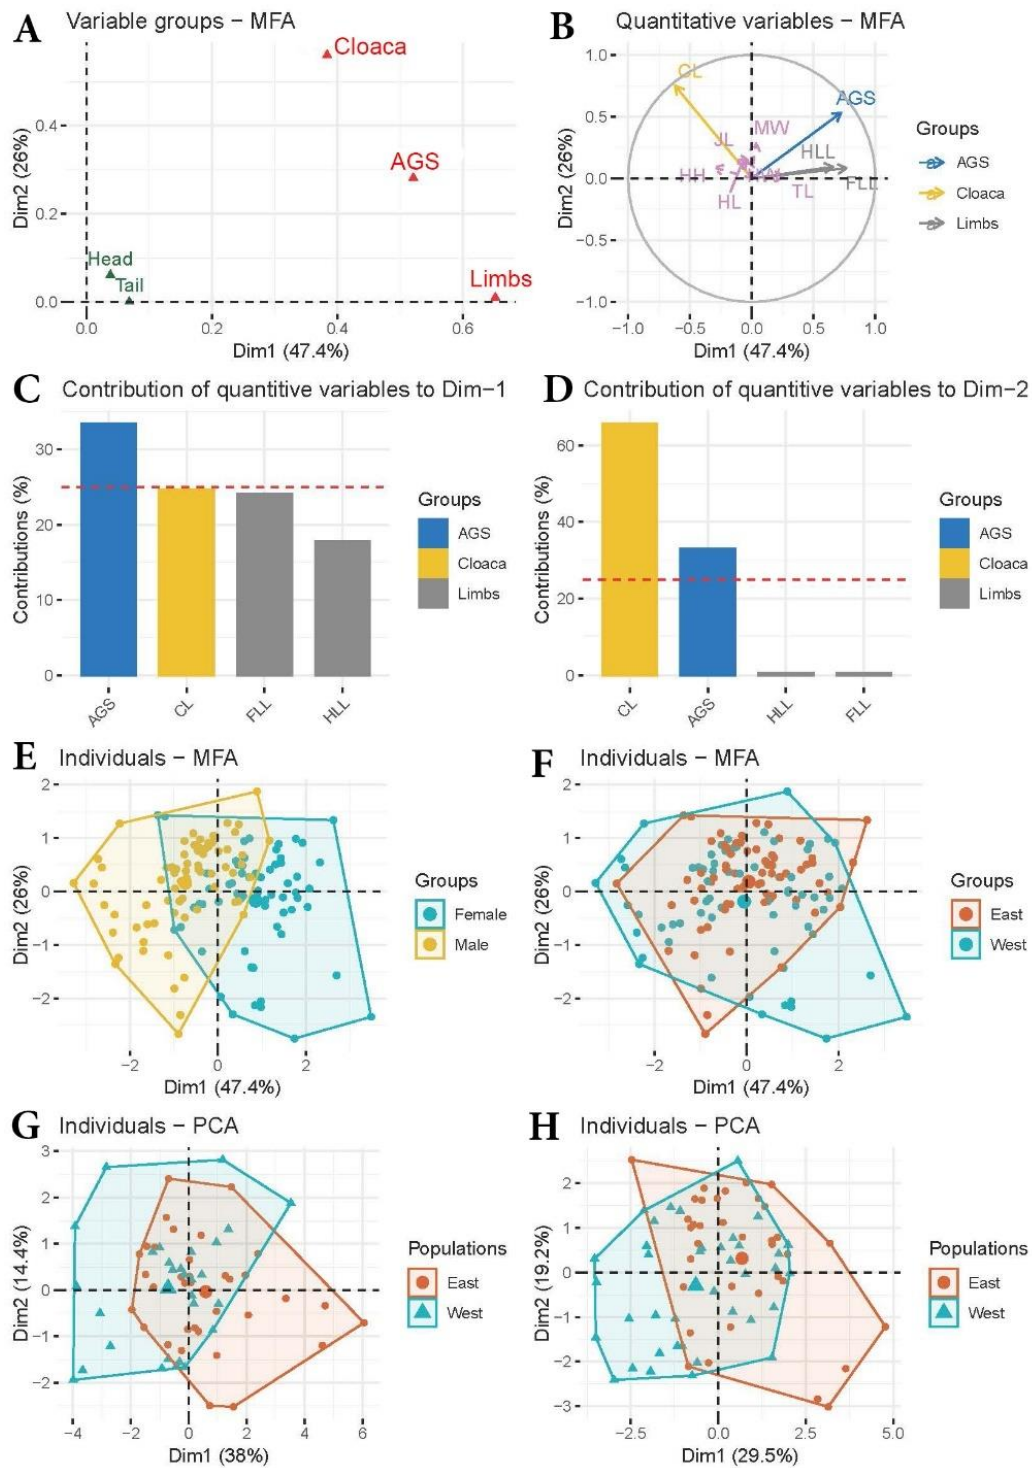 A Variable groups – MFA
Cloaca
AGS
Limbs
Head
Tail
0.4
0.2
0.0
0.0 0.2 0.4 0.6
Dim2 (26%)
Dim1 (47.4%)
B Quantitative variables – MFA
CL
AGS
MW
JL
HLL
HH
HL
TL
FLL
1.0
0.5
0.0
−0.5
−1.0
−1.0 −0.5 0.0 0.5 1.0
Dim2 (26%)
Dim1 (47.4%)
Groups
AGS
Cloaca
Limbs
C Contribution of quantitive variables to Dim−1
30
20
10
0
Contributions (%)
AGS CL FLL HLL
Groups
AGS
Cloaca
Limbs
D Contribution of quantitive variables to Dim−2
60
40
20
0
Contributions (%)
CL AGS HLL FLL
Groups
AGS
Cloaca
Limbs
E Individuals – MFA
2
1
0
−1
−2
−2 0 2
Dim2 (26%)
Dim1 (47.4%)
Groups
Female
Male
F Individuals – MFA
2
1
0
−1
−2
−2 0 2
Dim2 (26%)
Dim1 (47.4%)
Groups
East
West
G Individuals – PCA
3
2
1
0
−1
−2
−4 −2 0 2 4 6
Dim2 (14.4%)
Dim1 (38%)
Populations
East
West
H Individuals – PCA
2
1
0
−1
−2
−3
−2.5 0.0 2.5 5.0
Dim2 (19.2%)
Dim1 (29.5%)
Populations
East
West